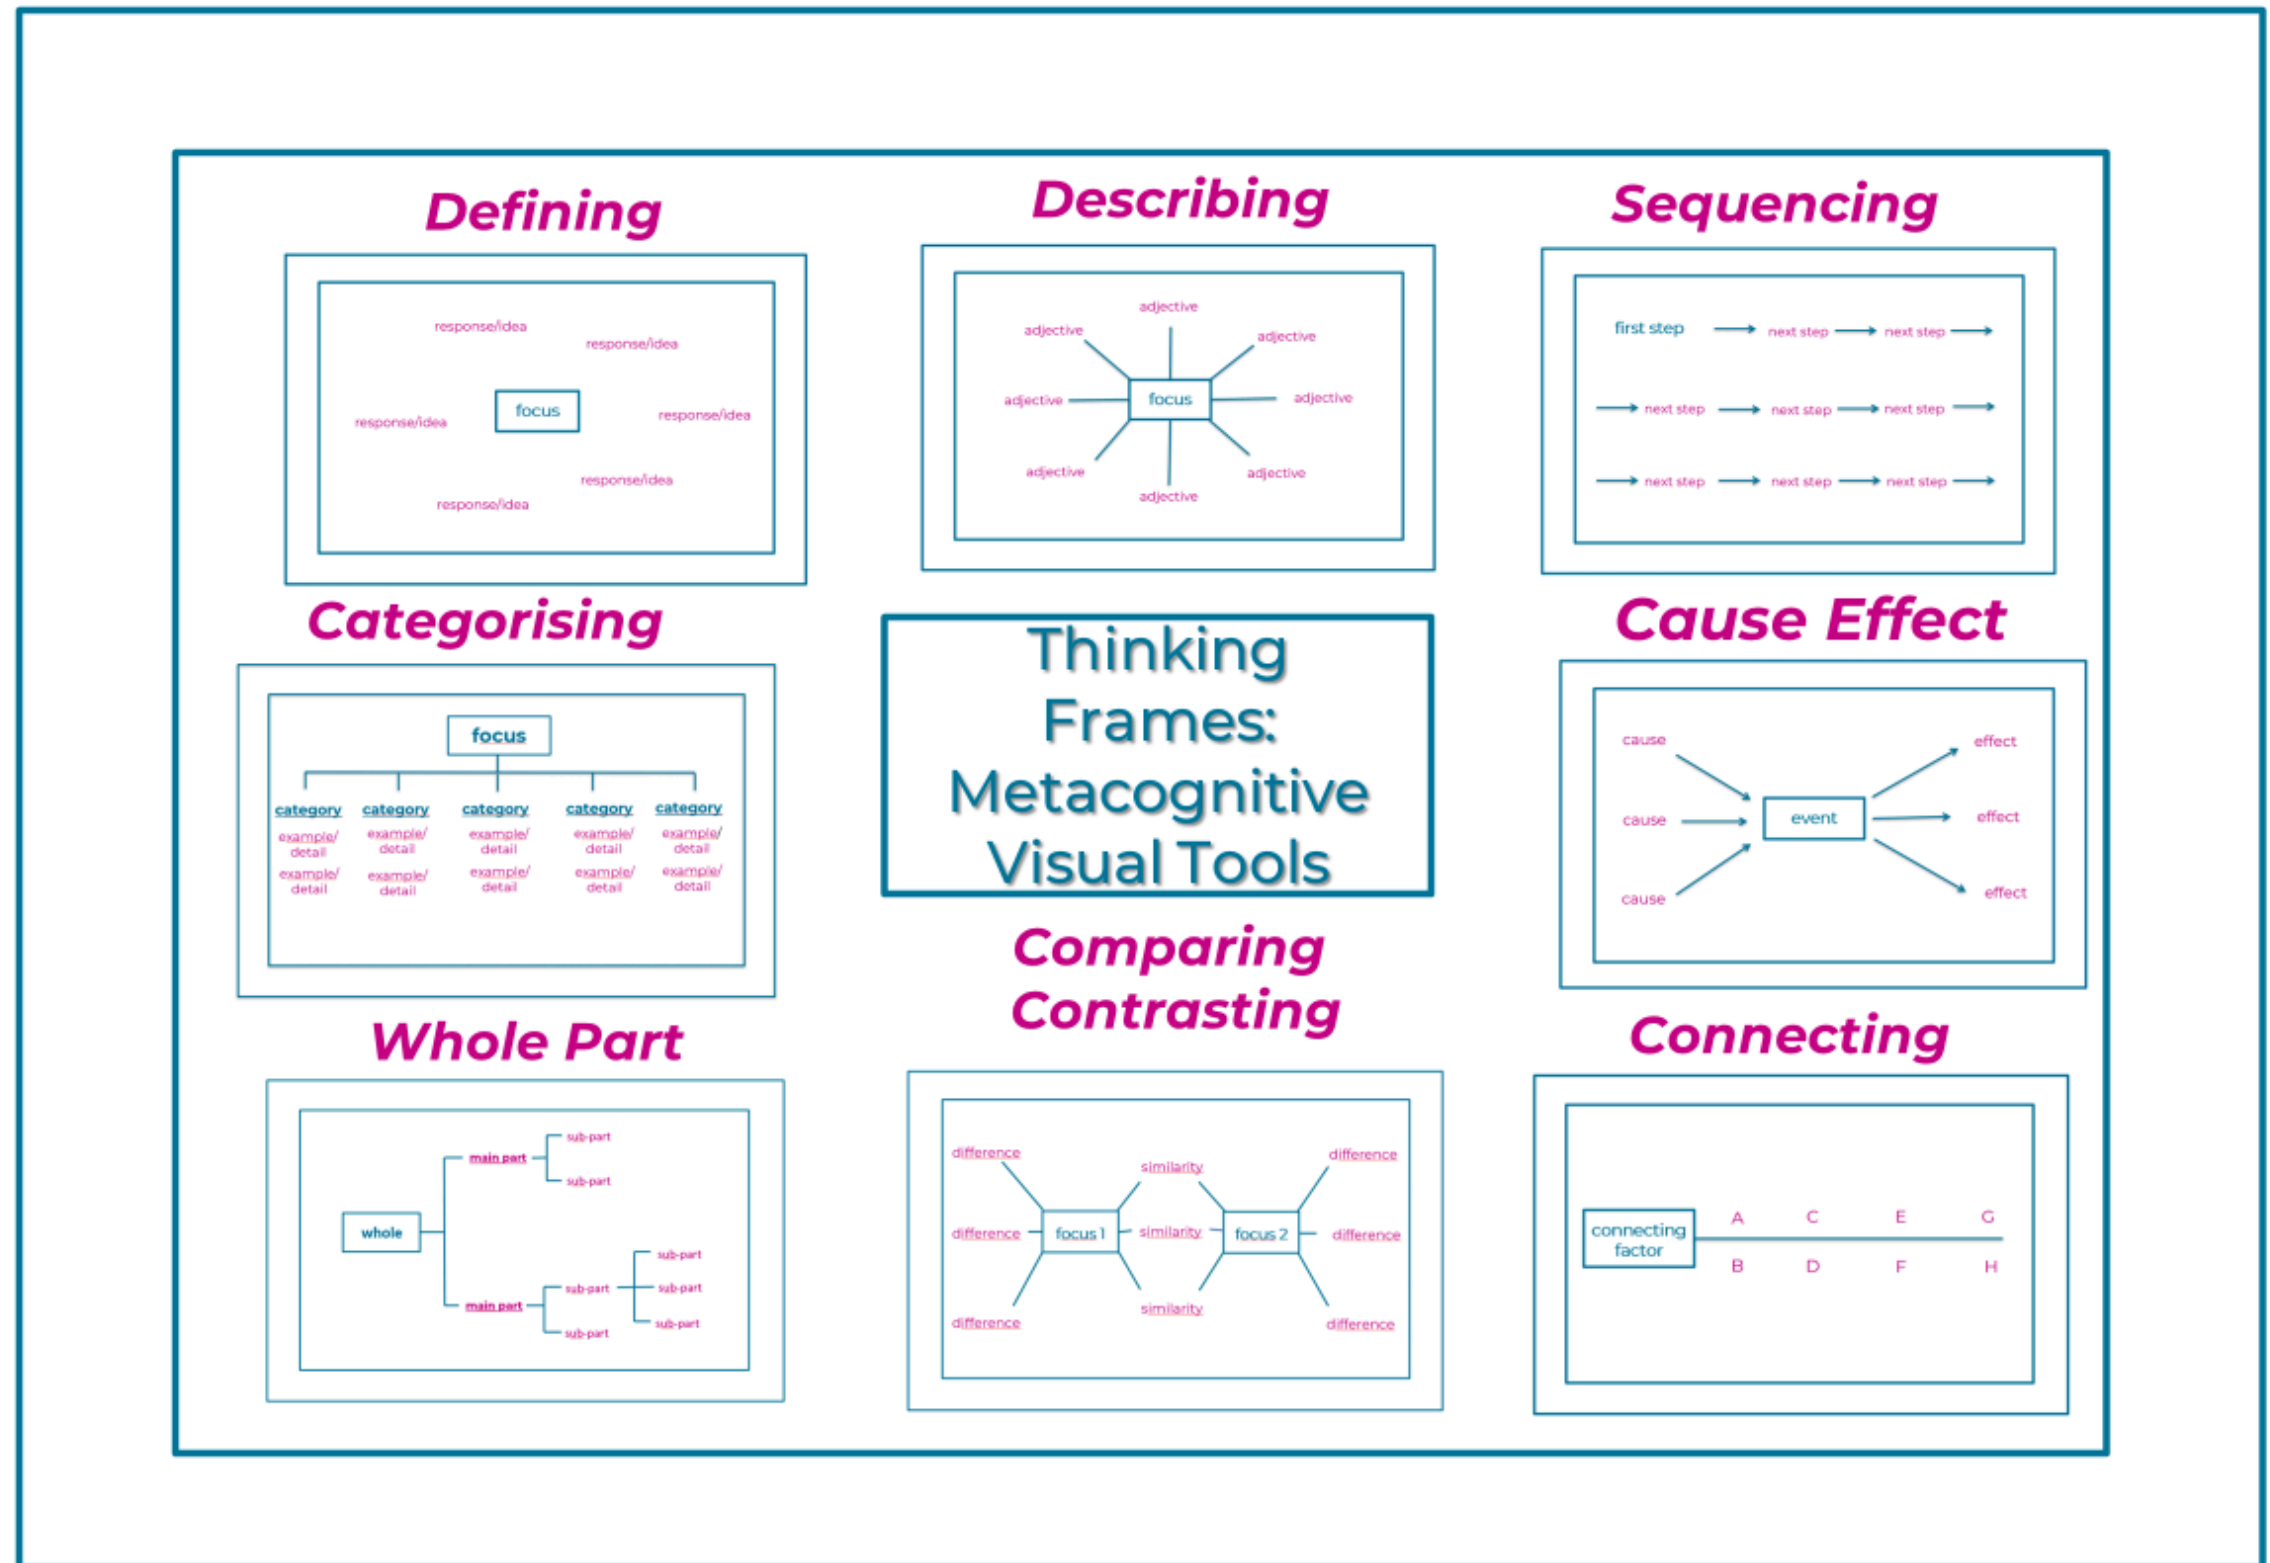 Defining
response/idea
response/idea
focus
response/idea
response/idea
response/idea
response/idea
Describing
adjective
adjective
adjective
adjective
focus
adjective
adjective
adjective
adjective
Sequencing
first step next step next step
next step next step next step
next step next step next step
Categorising
focus
category category category category category
example/ example/ example/ example/ example/
detail detail detail detail detail
example/ example/ example/ example/ example/
detail detail detail detail detail
Thinking
Frames:
Metacognitive
Visual Tools
Cause Effect
cause effect
cause event effect
cause effect
Whole Part
sub-part
main part
sub-part
whole
sub-part
sub-part sub-part
main part
sub-part
sub-part
Comparing
Contrasting
difference similarity difference
difference focus 1 similarity focus 2 difference
difference similarity difference
Connecting
A C E G
connecting
factor
B D F H